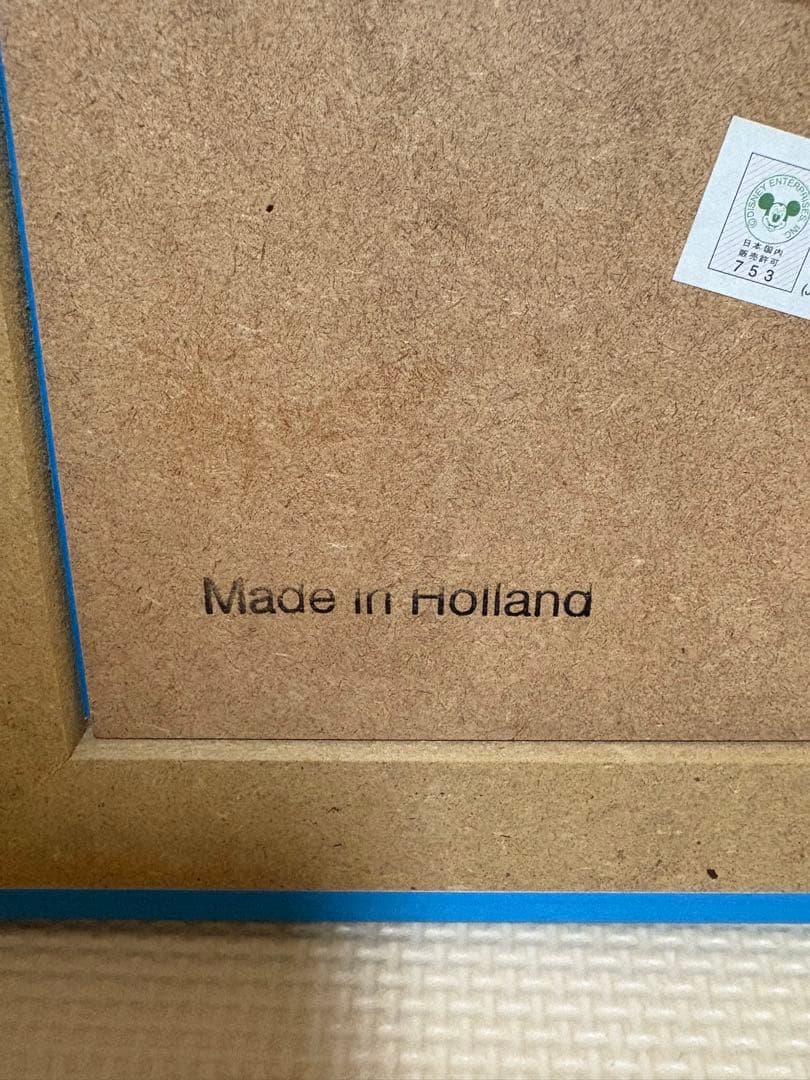 ©DISNEY ENTERPRISES, INC
日本国内
販売許可
753
Made in Holland